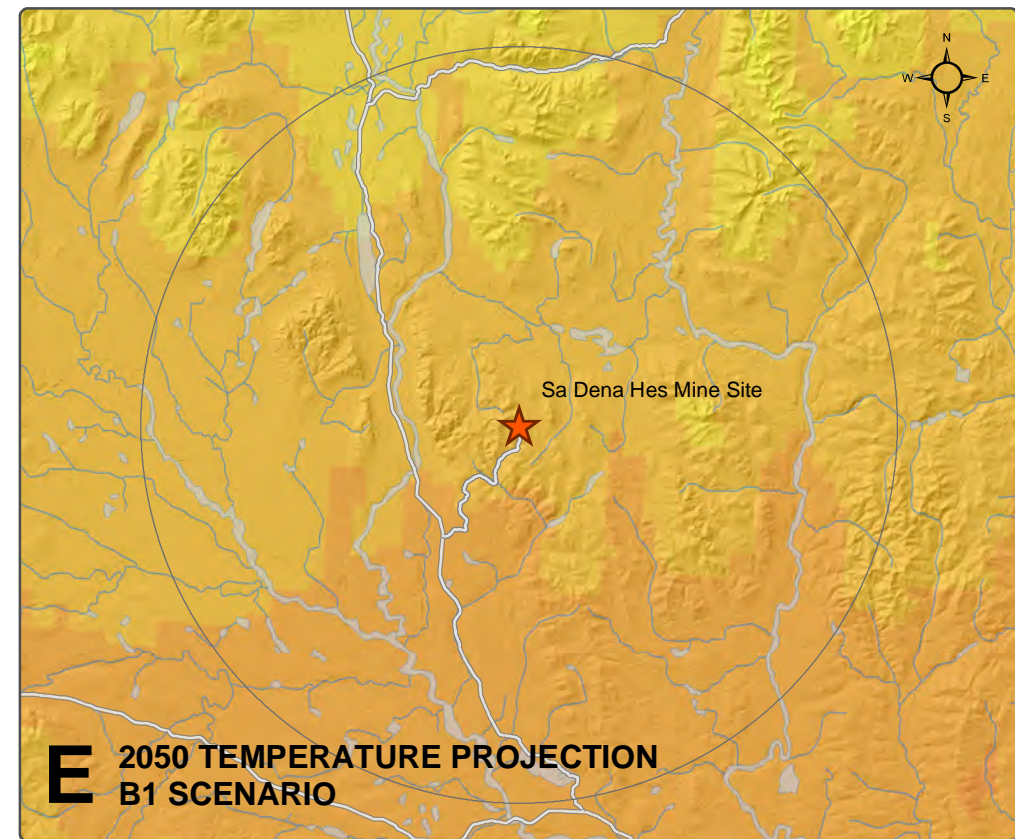 N
W E
S
Sa Dena Hes Mine Site
E 2050 TEMPERATURE PROJECTION
B1 SCENARIO